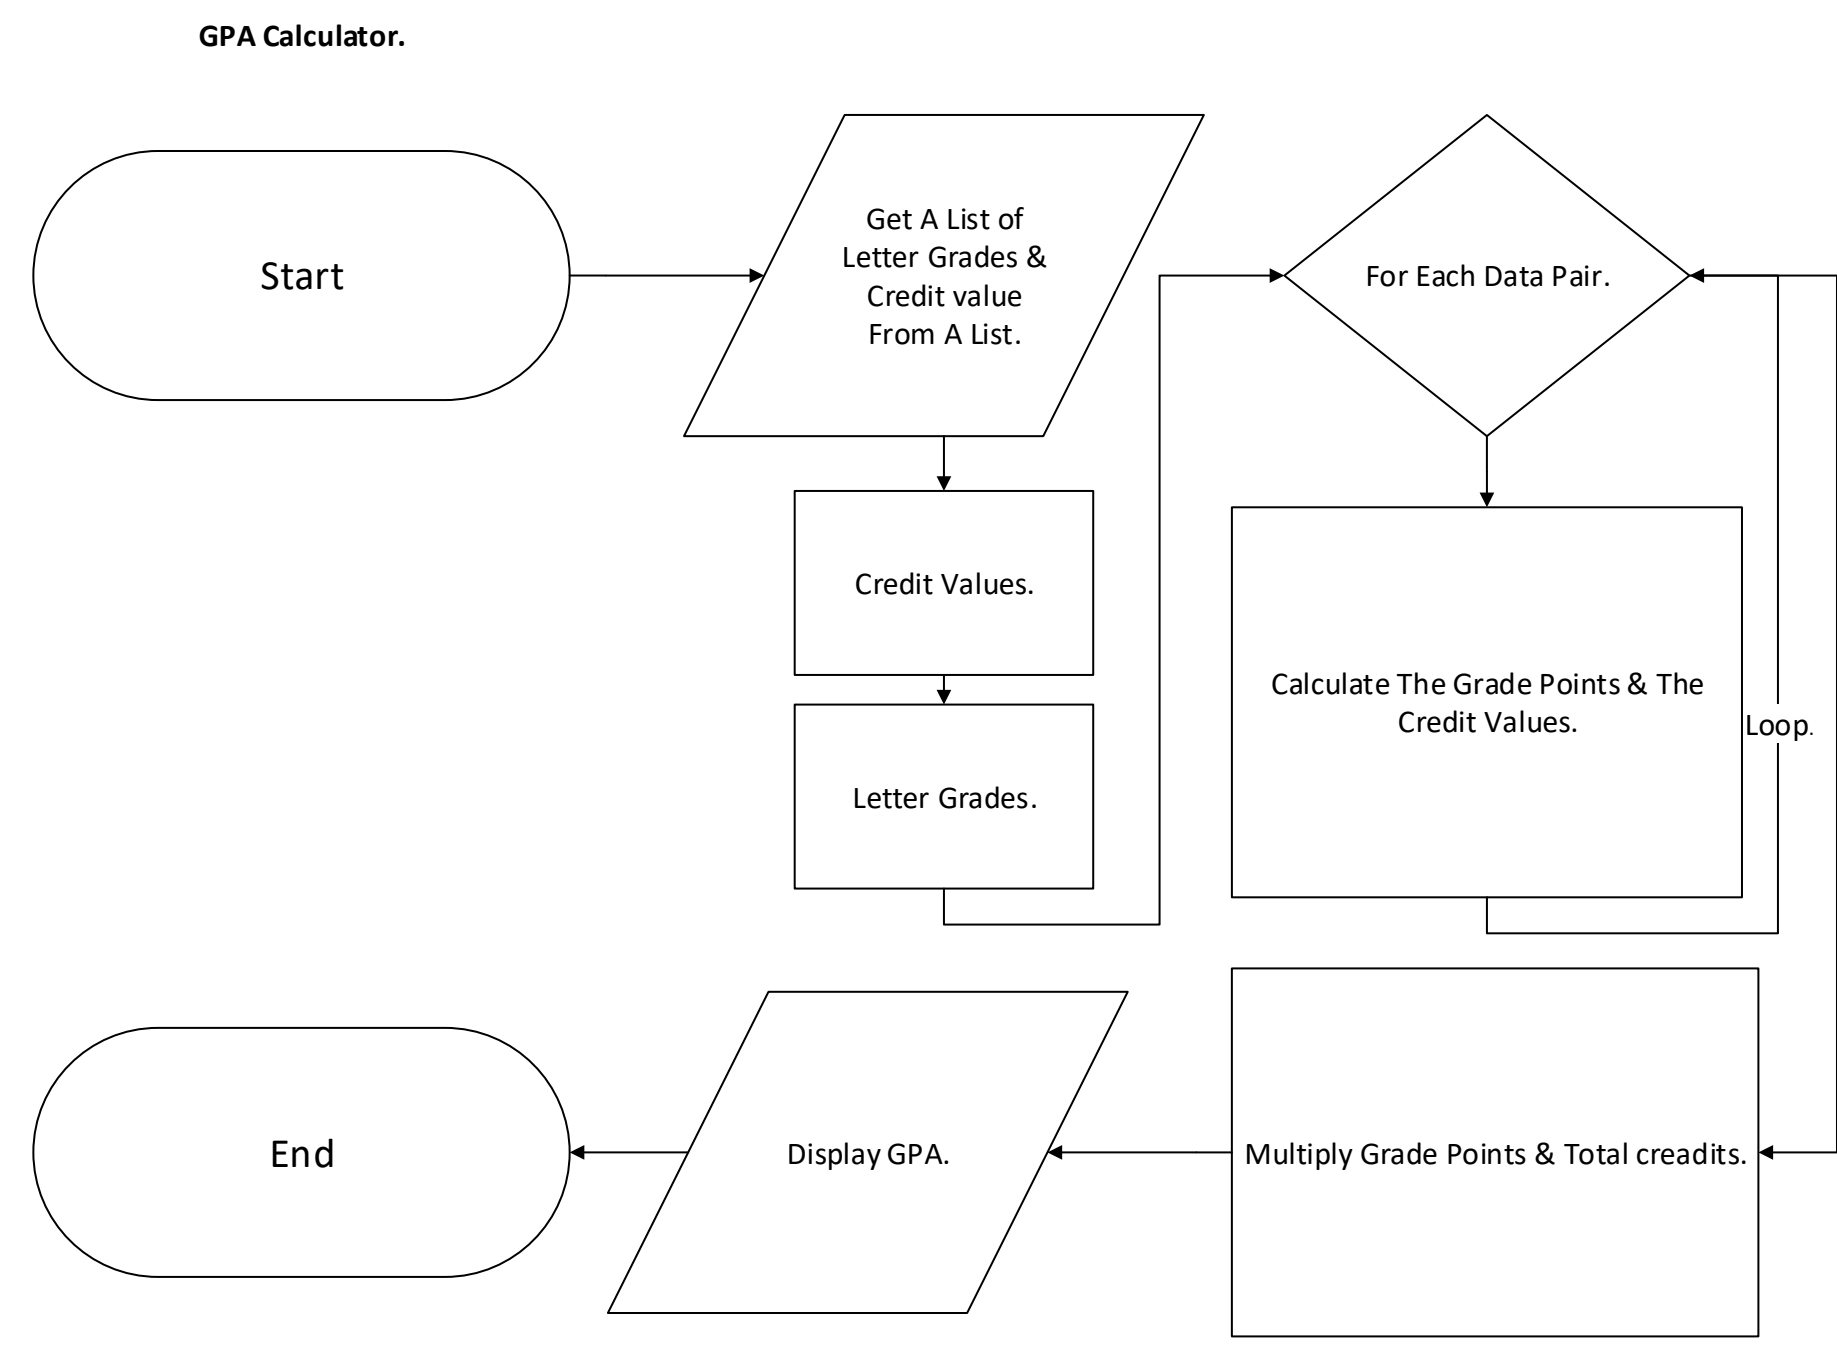 GPA Calculator.
Start
Get A List of
Letter Grades &
Credit value
From A List.
Credit Values.
Letter Grades.
For Each Data Pair.
Calculate The Grade Points & The
Credit Values.
Loop.
Multiply Grade Points & Total creadits.
Display GPA.
End